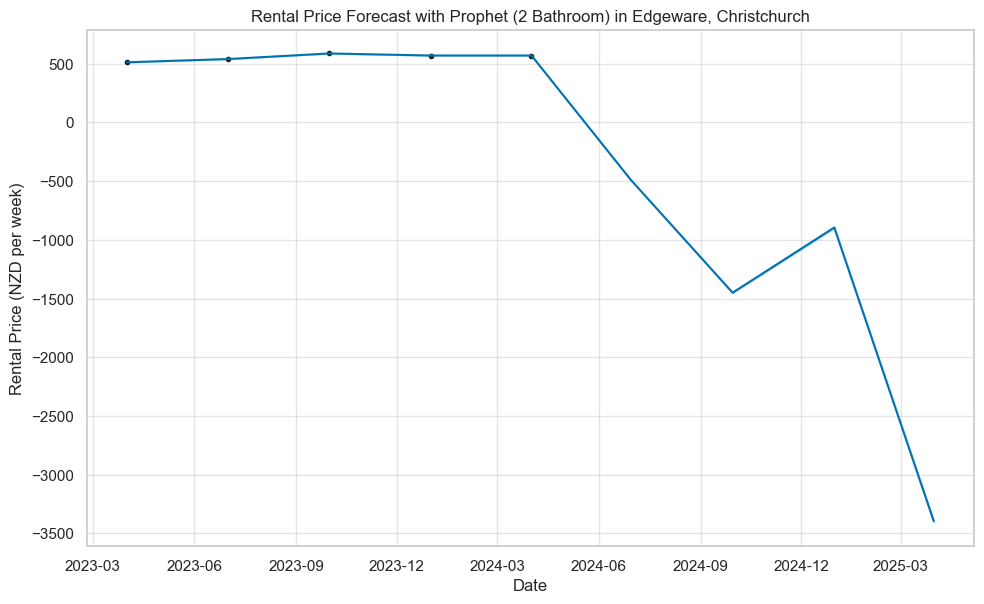 Rental Price Forecast with Prophet (2 Bathroom) in Edgeware, Christchurch
Rental Price (NZD per week)
500
0
−500
−1000
−1500
−2000
−2500
−3000
−3500
2023-03 2023-06 2023-09 2023-12 2024-03 2024-06 2024-09 2024-12 2025-03
Date